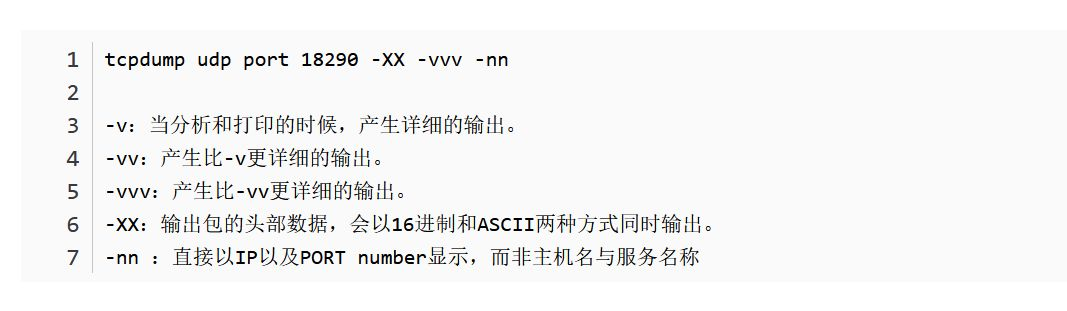 1 tcpdump udp port 18290 -XX -vvv -nn
2
3 -v：当分析和打印的时候，产生详细的输出。
4 -vv：产生比-v更详细的输出。
5 -vvv：产生比-vv更详细的输出。
6 -XX：输出包的头部数据，会以16进制和ASCII两种方式同时输出。
7 -nn ：直接以IP以及PORT number显示，而非主机名与服务名称